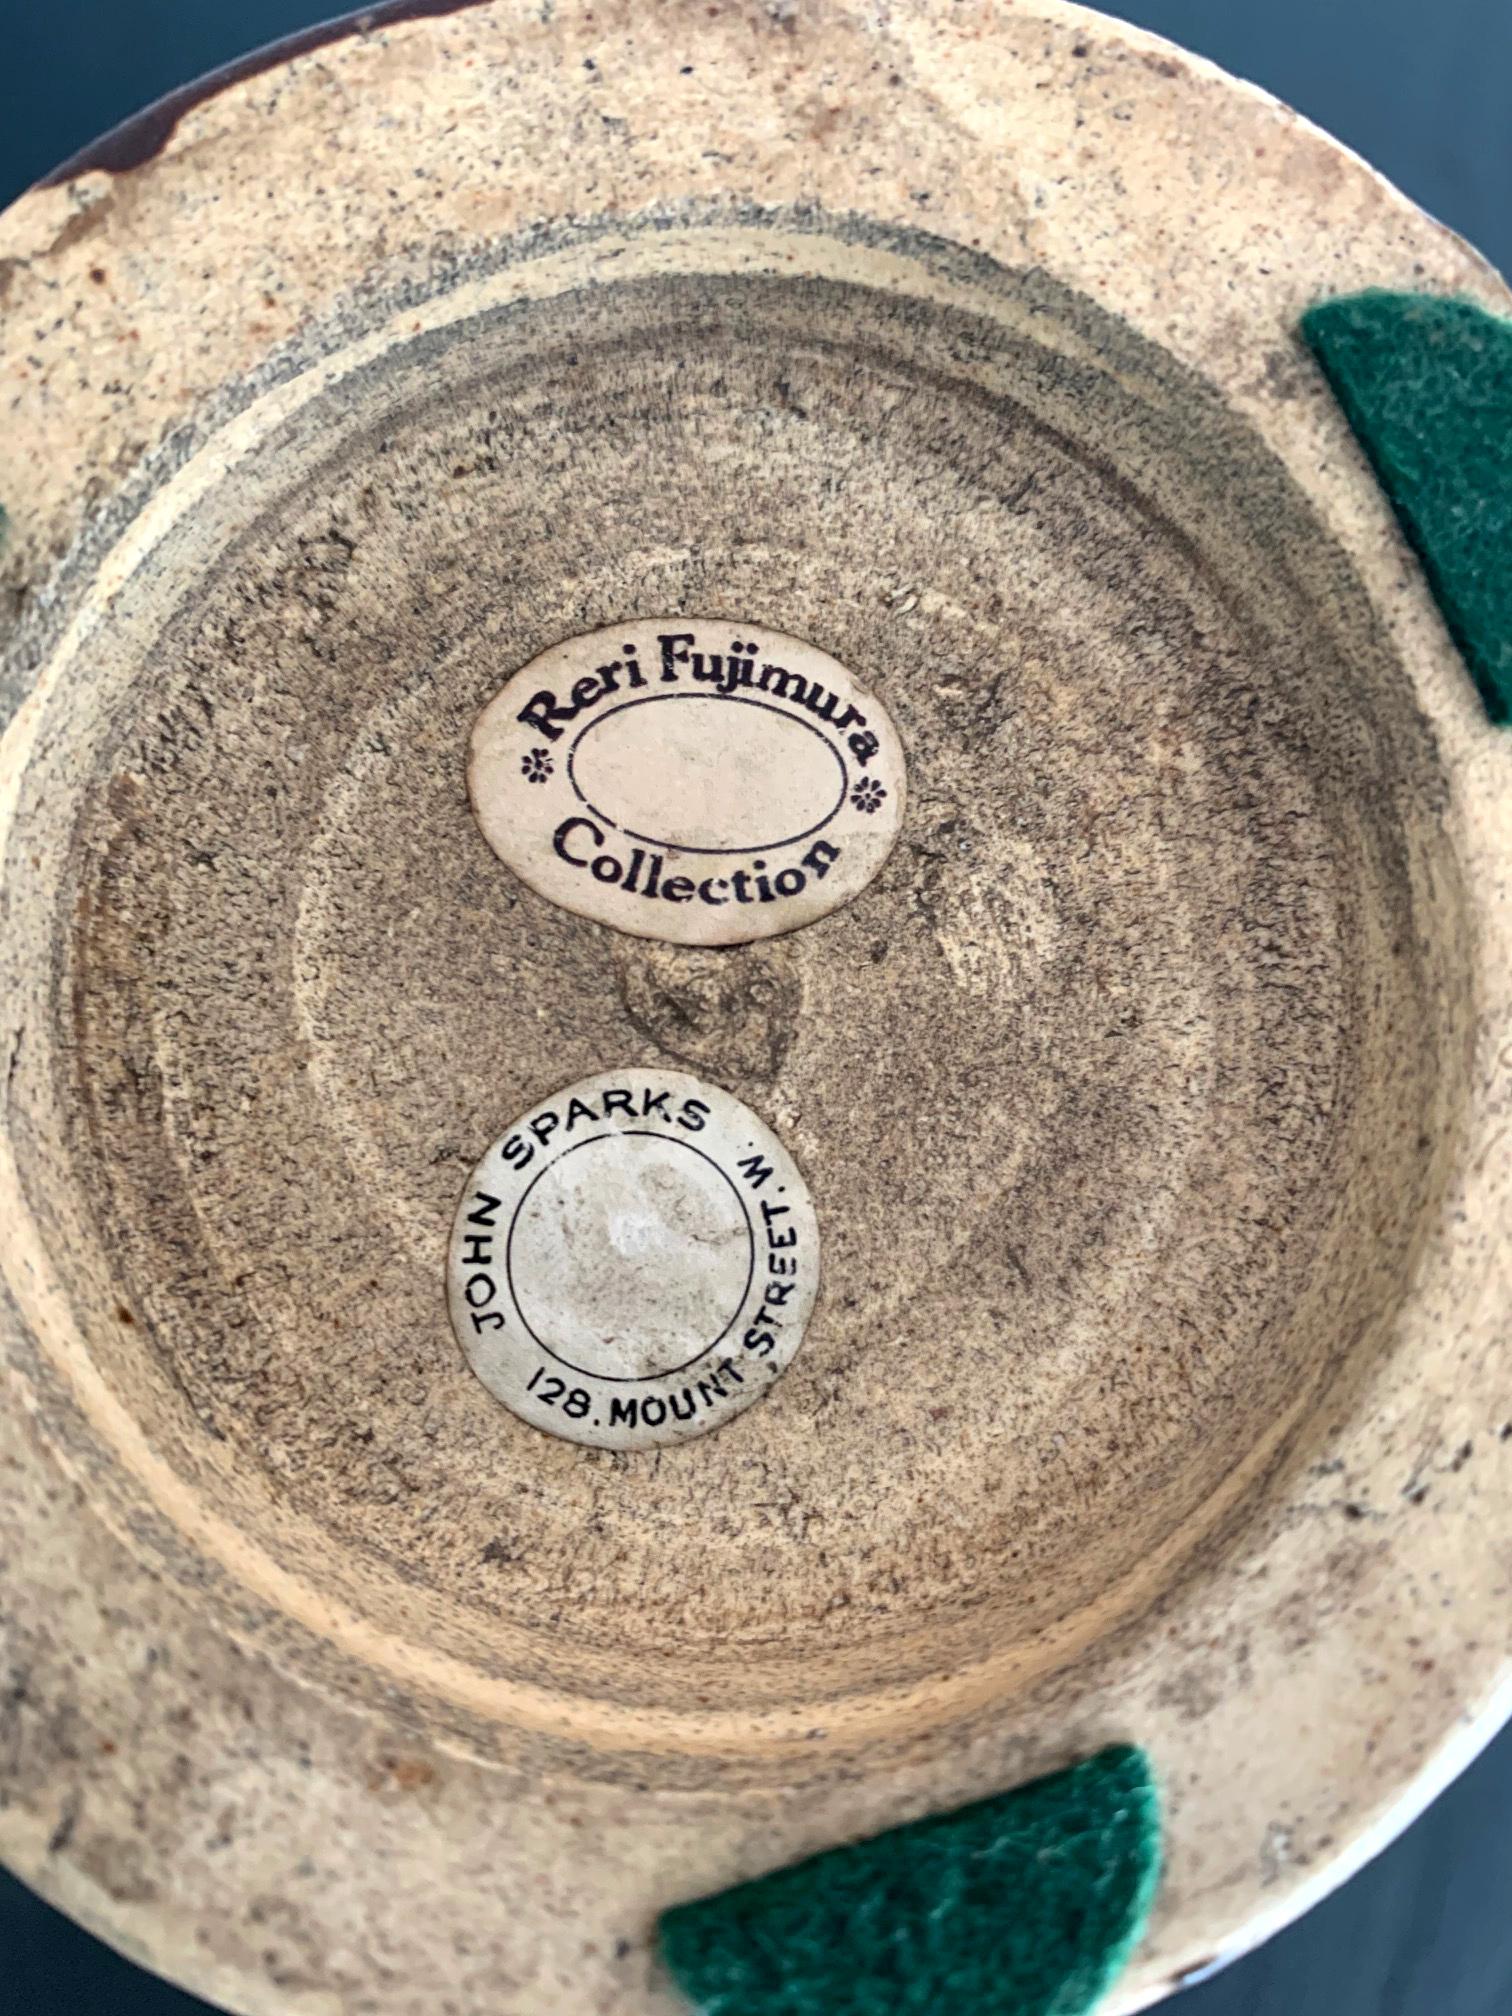 Reri Fujimura
Collection
JOHN SPARKS
128. MOUNT STREET. W.